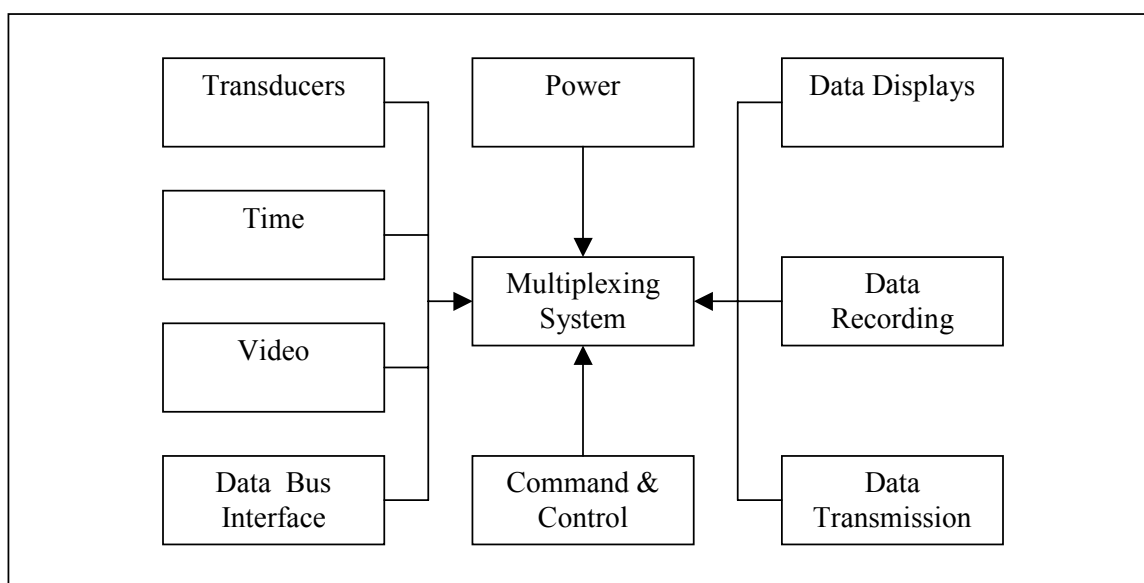 Transducers
Power
Data Displays
Time
Multiplexing
System
Data
Recording
Video
Data Bus
Interface
Command &
Control
Data
Transmission